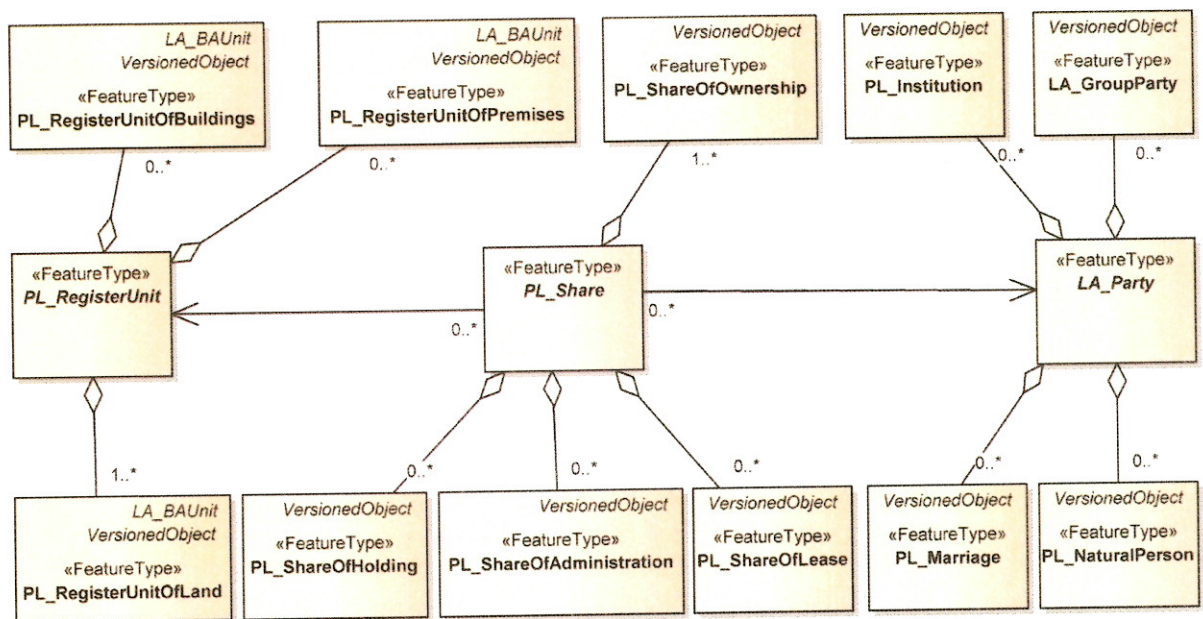 LA_BAUnit
VersionedObject
«FeatureType»
PL_RegisterUnitOfBuildings
LA_BAUnit
VersionedObject
«FeatureType»
PL_RegisterUnitOfPremises
VersionedObject
«FeatureType»
PL_ShareOfOwnership
VersionedObject
«FeatureType»
PL_Institution
VersionedObject
«FeatureType»
LA_GroupParty
0..*
0..*
1..*
0..*
0..*
«FeatureType»
PL_RegisterUnit
«FeatureType»
PL_Share
«FeatureType»
LA_Party
0..*
0..*
1..*
0..*
0..*
0..*
0..*
0..*
LA_BAUnit
VersionedObject
«FeatureType»
PL_RegisterUnitOfLand
VersionedObject
«FeatureType»
PL_ShareOfHolding
VersionedObject
«FeatureType»
PL_ShareOfAdministration
VersionedObject
«FeatureType»
PL_ShareOfLease
VersionedObject
«FeatureType»
PL_Marriage
VersionedObject
«FeatureType»
PL_NaturalPerson